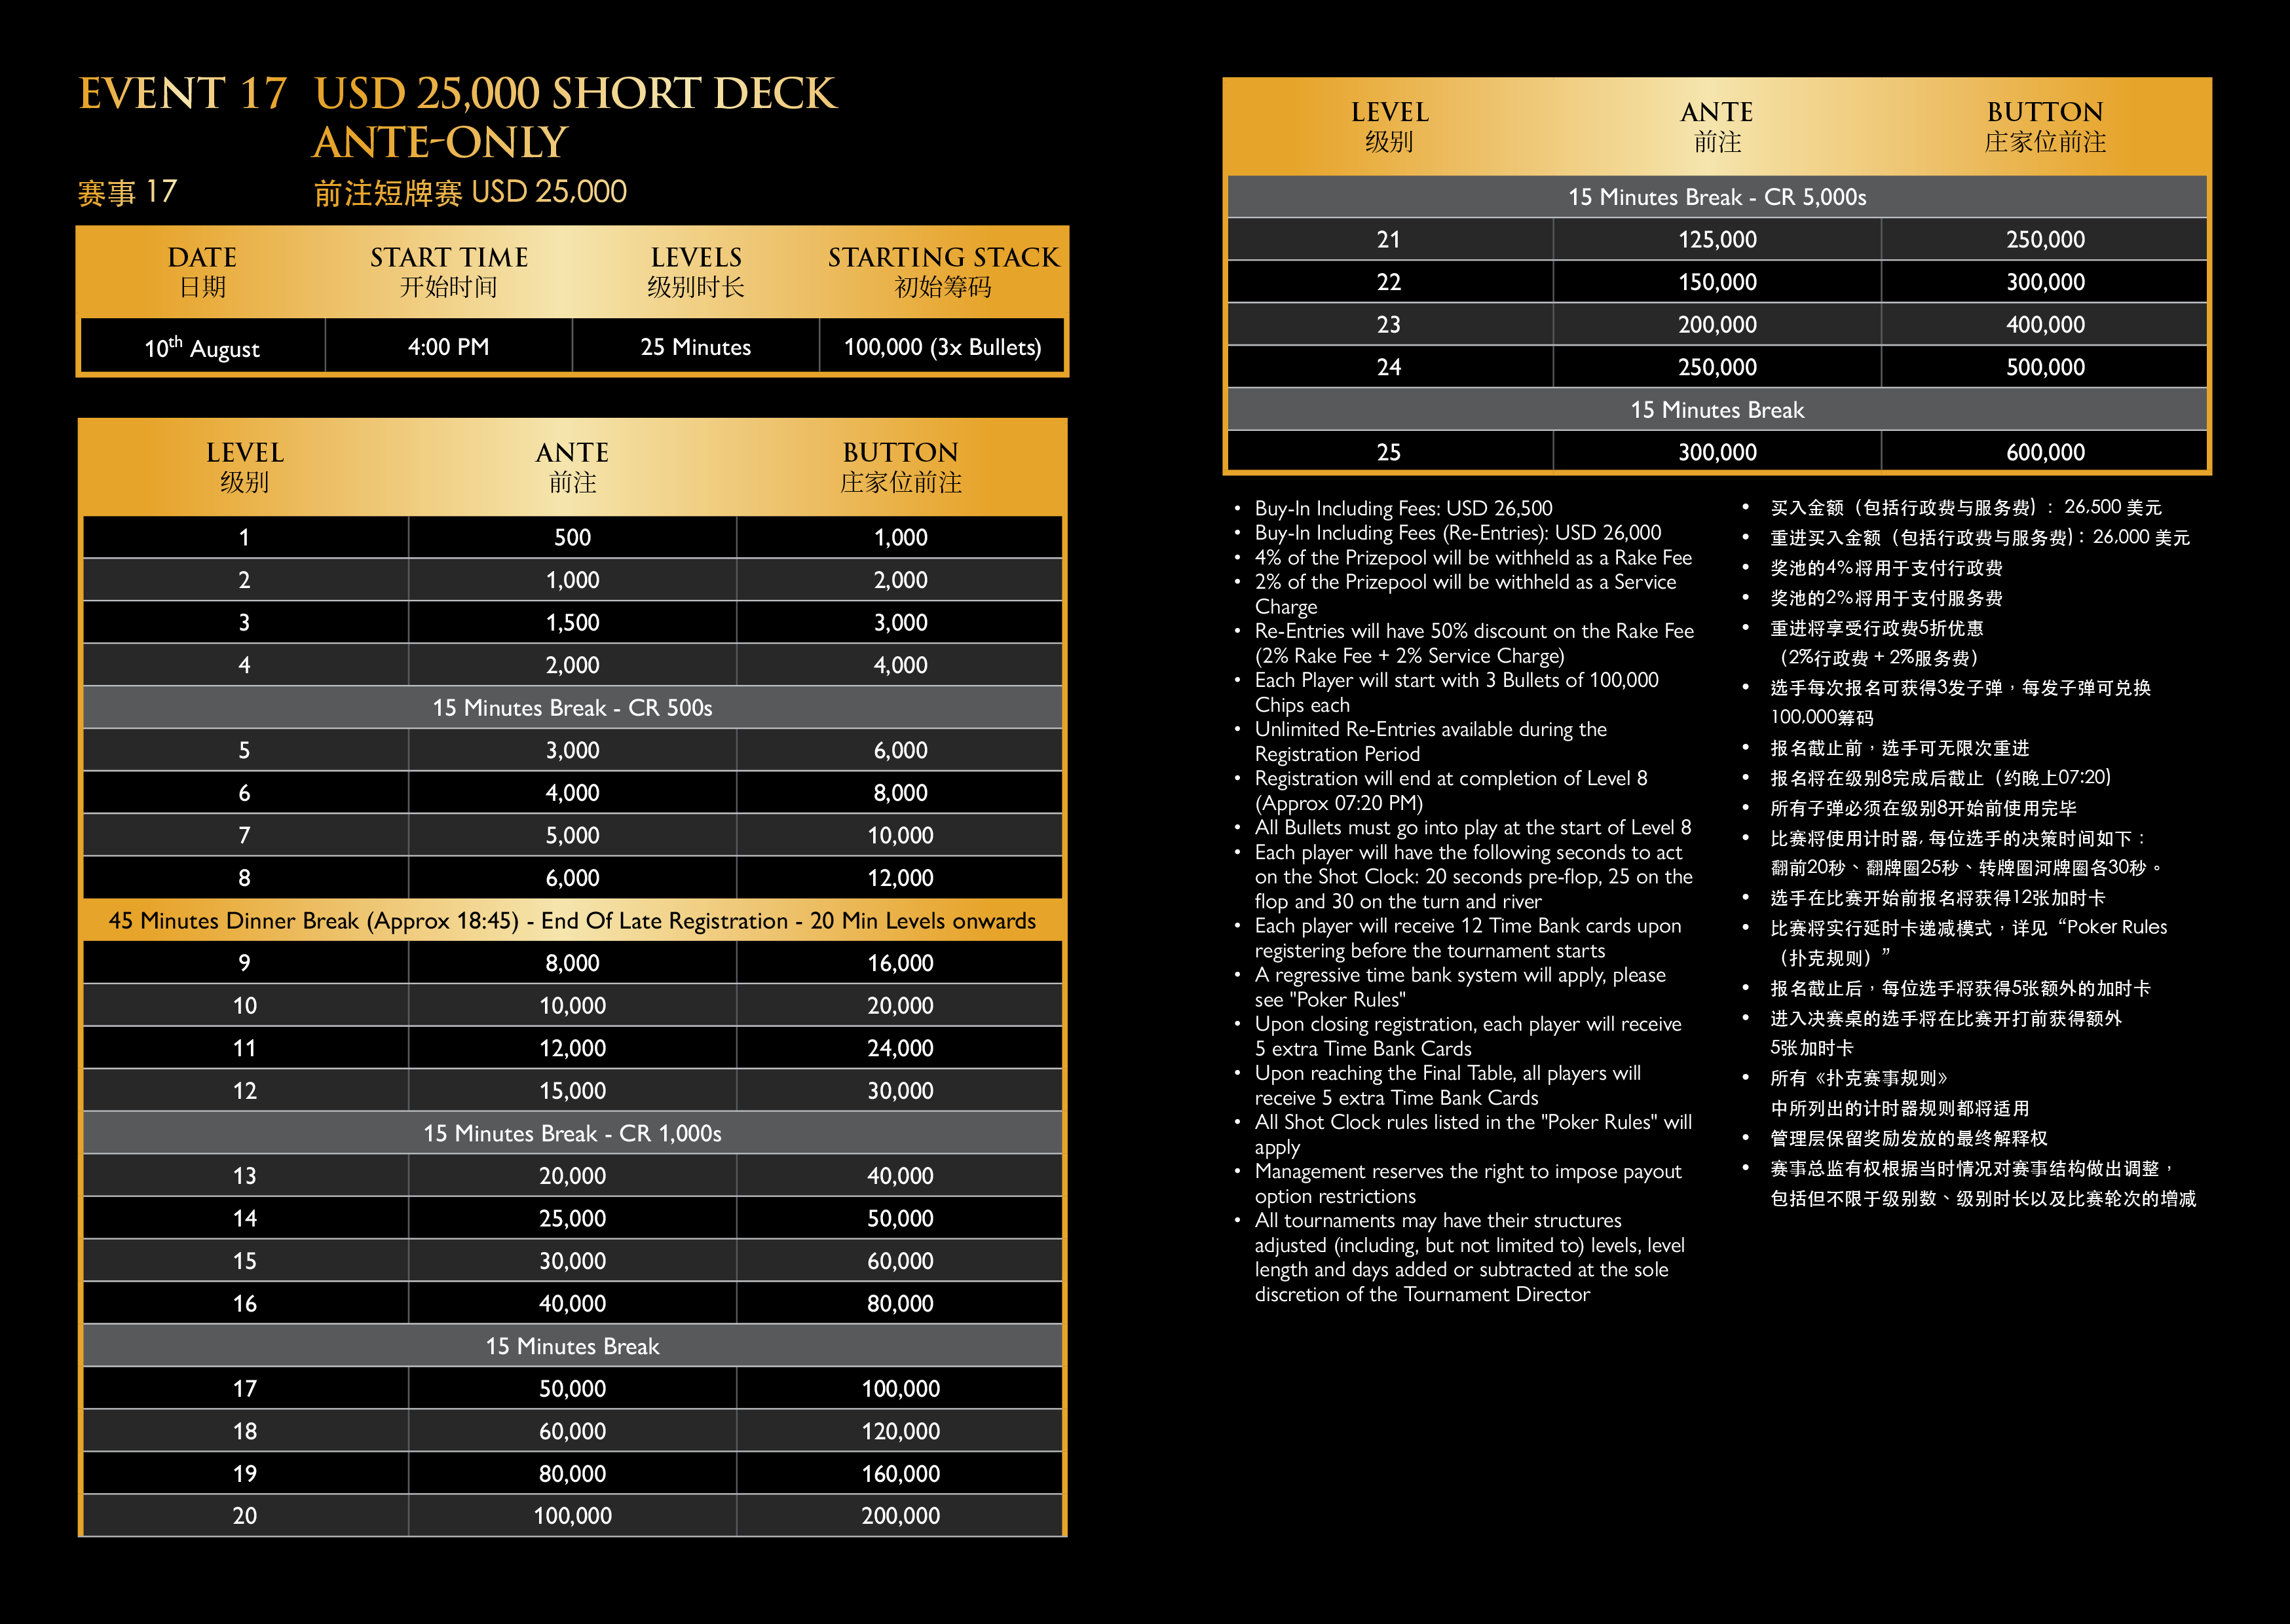 EVENT 17 USD 25,000 SHORT DECK
ANTE-ONLY
赛事 17 前注短牌赛 USD 25,000
DATE START TIME LEVELS STARTING STACK
日期 开始时间 级别时长 初始筹码
10th August 4:00 PM 25 Minutes 100,000 (3x Bullets)
LEVEL ANTE BUTTON
级别 前注 庄家位前注
1 500 1,000
2 1,000 2,000
3 1,500 3,000
4 2,000 4,000
15 Minutes Break - CR 500s
5 3,000 6,000
6 4,000 8,000
7 5,000 10,000
8 6,000 12,000
45 Minutes Dinner Break (Approx 18:45) - End Of Late Registration - 20 Min Levels onwards
9 8,000 16,000
10 10,000 20,000
11 12,000 24,000
12 15,000 30,000
15 Minutes Break - CR 1,000s
13 20,000 40,000
14 25,000 50,000
15 30,000 60,000
16 40,000 80,000
15 Minutes Break
17 50,000 100,000
18 60,000 120,000
19 80,000 160,000
20 100,000 200,000
LEVEL ANTE BUTTON
级别 前注 庄家位前注
15 Minutes Break - CR 5,000s
21 125,000 250,000
22 150,000 300,000
23 200,000 400,000
24 250,000 500,000
15 Minutes Break
25 300,000 600,000
• Buy-In Including Fees: USD 26,500
• Buy-In Including Fees (Re-Entries): USD 26,000
• 4% of the Prizepool will be withheld as a Rake Fee
• 2% of the Prizepool will be withheld as a Service
Charge
• Re-Entries will have 50% discount on the Rake Fee
(2% Rake Fee + 2% Service Charge)
• Each Player will start with 3 Bullets of 100,000
Chips each
• Unlimited Re-Entries available during the
Registration Period
• Registration will end at completion of Level 8
(Approx 07:20 PM)
• All Bullets must go into play at the start of Level 8
• Each player will have the following seconds to act
on the Shot Clock: 20 seconds pre-flop, 25 on the
flop and 30 on the turn and river
• Each player will receive 12 Time Bank cards upon
registering before the tournament starts
• A regressive time bank system will apply, please
see "Poker Rules"
• Upon closing registration, each player will receive
5 extra Time Bank Cards
• Upon reaching the Final Table, all players will
receive 5 extra Time Bank Cards
• All Shot Clock rules listed in the "Poker Rules" will
apply
• Management reserves the right to impose payout
option restrictions
• All tournaments may have their structures
adjusted (including, but not limited to) levels, level
length and days added or subtracted at the sole
discretion of the Tournament Director
• 买入金额（包括行政费与服务费）：26,500 美元
• 重进买入金额（包括行政费与服务费）：26,000 美元
• 奖池的4%将用于支付行政费
• 奖池的2%将用于支付服务费
• 重进将享受行政费5折优惠
（2%行政费 + 2%服务费）
• 选手每次报名可获得3发子弹，每发子弹可兑换
100,000筹码
• 报名截止前，选手可无限次重进
• 报名将在级别8完成后截止（约晚上07:20）
• 所有子弹必须在级别8开始前使用完毕
• 比赛将使用计时器, 每位选手的决策时间如下：
翻前20秒、翻牌圈25秒、转牌圈河牌圈各30秒。
• 选手在比赛开始前报名将获得12张加时卡
• 比赛将实行延时卡递减模式，详见“Poker Rules
（扑克规则）”
• 报名截止后，每位选手将获得5张额外的加时卡
• 进入决赛桌的选手将在比赛开打前获得额外
5张加时卡
• 所有《扑克赛事规则》
中所列出的计时器规则都将适用
• 管理层保留奖励发放的最终解释权
• 赛事总监有权根据当时情况对赛事结构做出调整，
包括但不限于级别数、级别时长以及比赛轮次的增减